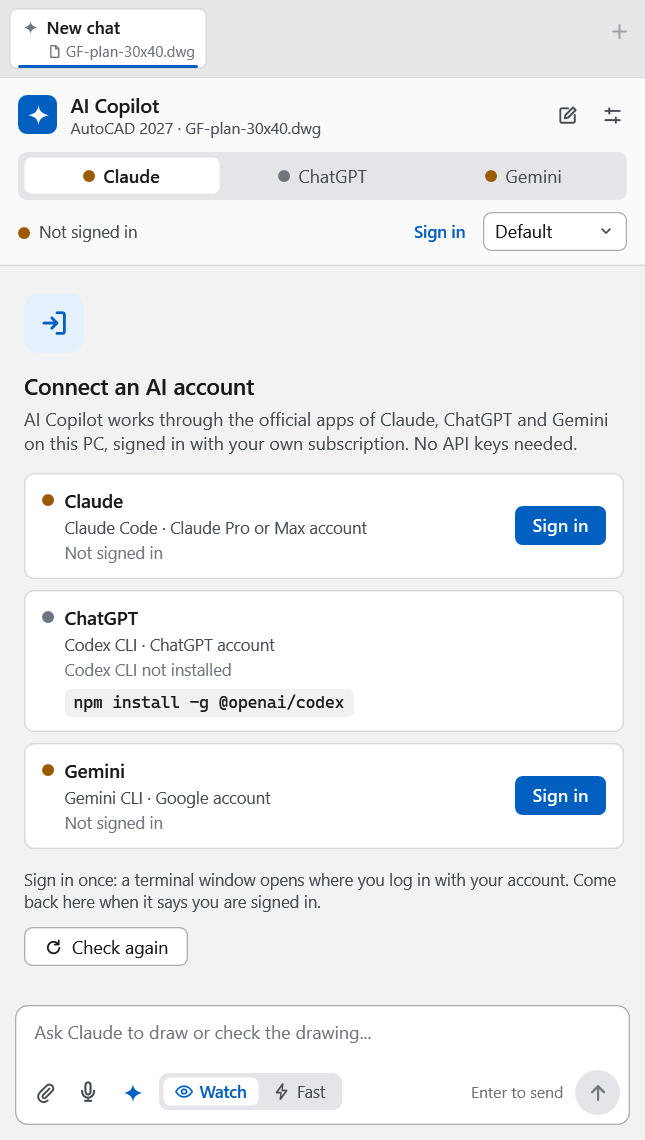 New chat
GF-plan-30x40.dwg
AI Copilot
AutoCAD 2027 · GF-plan-30x40.dwg
Claude
ChatGPT
Gemini
Not signed in
Sign in
Default
Connect an AI account
AI Copilot works through the official apps of Claude, ChatGPT and Gemini
on this PC, signed in with your own subscription. No API keys needed.
Claude
Claude Code · Claude Pro or Max account
Not signed in
Sign in
ChatGPT
Codex CLI · ChatGPT account
Codex CLI not installed
npm install -g @openai/codex
Gemini
Gemini CLI · Google account
Not signed in
Sign in
Sign in once: a terminal window opens where you log in with your account. Come
back here when it says you are signed in.
Check again
Ask Claude to draw or check the drawing...
Watch
Fast
Enter to send